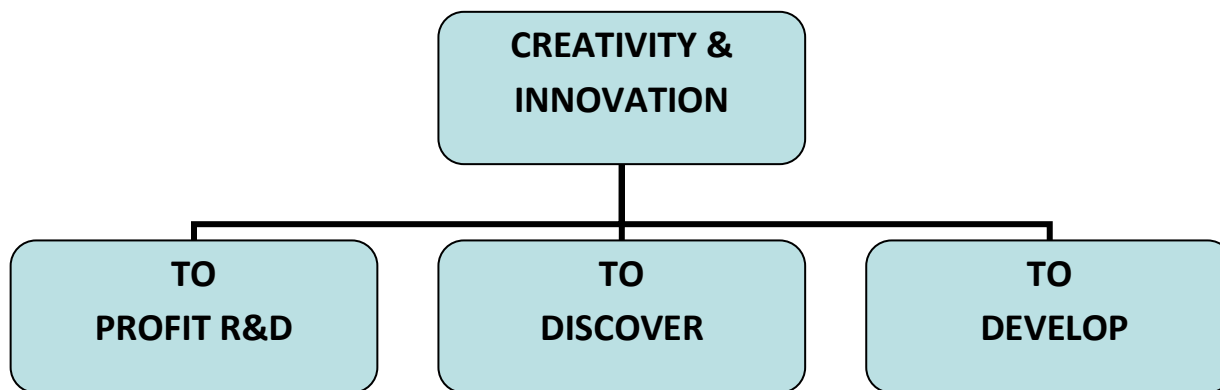 CREATIVITY &
INNOVATION
TO
PROFIT R&D
TO
DISCOVER
TO
DEVELOP